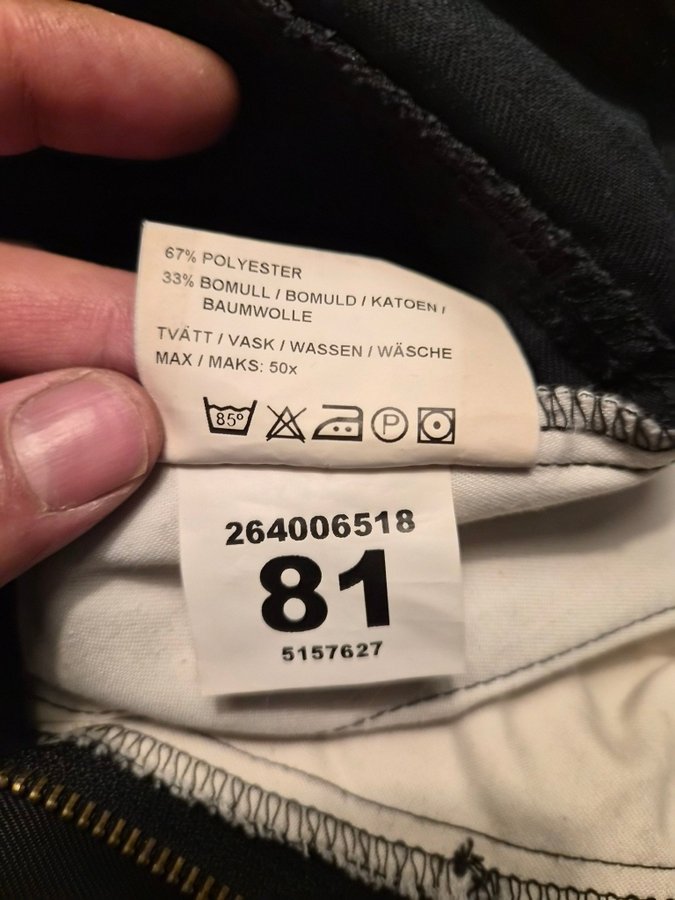 67% POLYESTER
33% BOMULL / BOMULD / KATOEN /
BAUMWOLLE
TVÄTT / VASK / WASSEN / WÄSCHE
MAX / MAKS: 50x
85° P
264006518
81
5157627